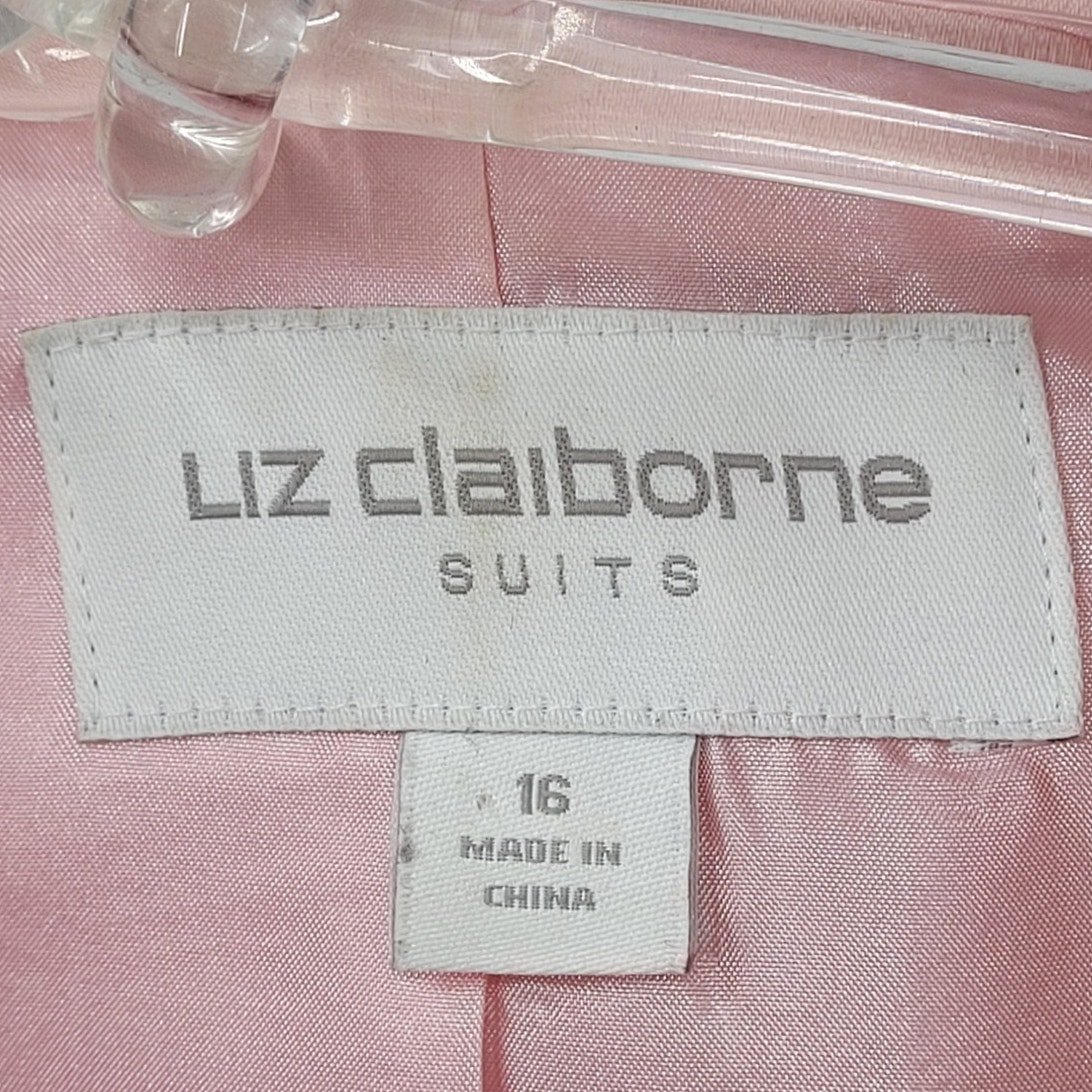 Liz claiborne
SUITS
16
MADE IN
CHINA